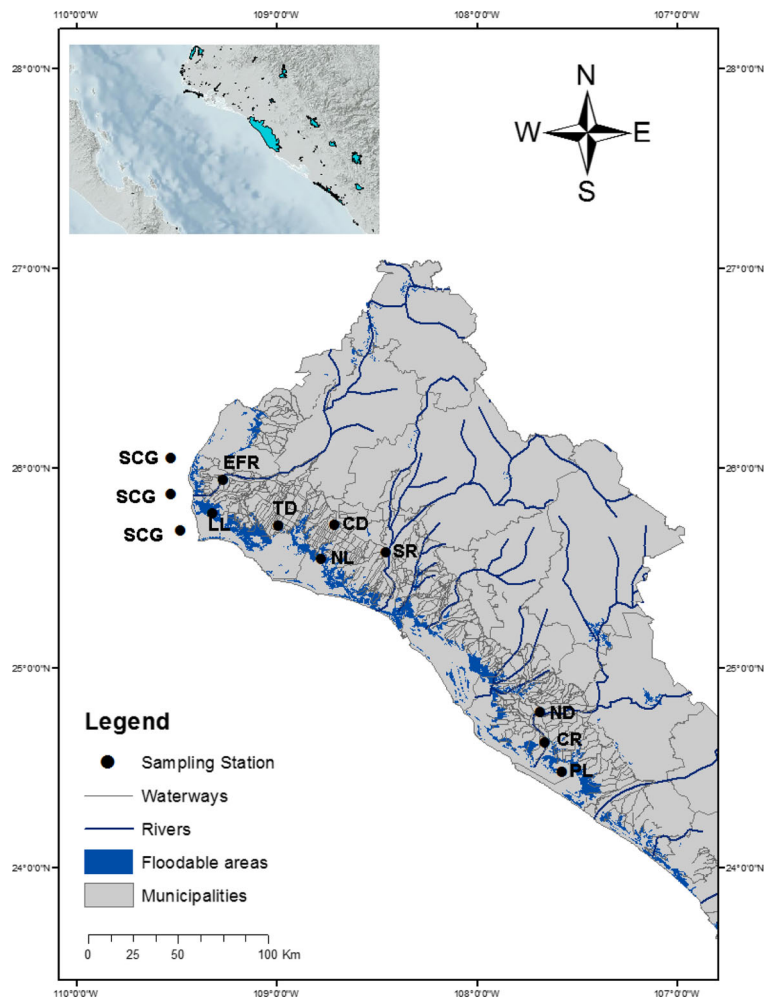 110°0'0"W 109°0'0"W 108°0'0"W 107°0'0"W
28°0'0"N 28°0'0"N
N
W E
S
27°0'0"N 27°0'0"N
26°0'0"N 26°0'0"N
SCG
EFR
SCG
TD
LL
CD
SCG
NL
SR
25°0'0"N 25°0'0"N
ND
CR
PL
Legend
Sampling Station
Waterways
Rivers
Floodable areas
Municipalities
24°0'0"N 24°0'0"N
0 25 50 100 Km
110°0'0"W 109°0'0"W 108°0'0"W 107°0'0"W